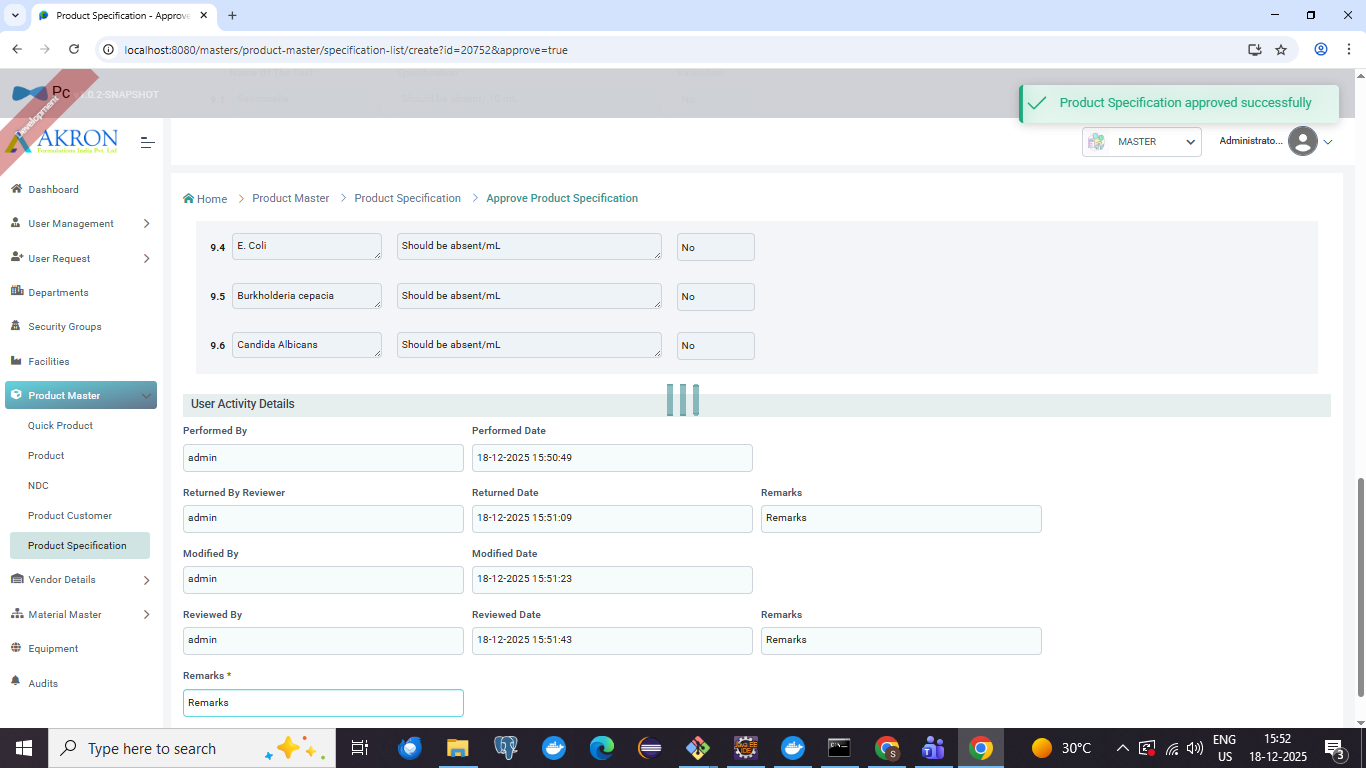 Product Specification - Approve
localhost:8080/masters/product-master/specification-list/create?id=20752&approve=true
Pc
.0.2-SNAPSHOT
Development
Product Specification approved successfully
AKRON
Formulations India Pvt Ltd
MASTER
Administrato...
Dashboard
User Management
User Request
Departments
Security Groups
Facilities
Product Master
Quick Product
Product
NDC
Product Customer
Product Specification
Vendor Details
Material Master
Equipment
Audits
Home
Product Master
Product Specification
Approve Product Specification
9.4 E. Coli Should be absent/mL No
9.5 Burkholderia cepacia Should be absent/mL No
9.6 Candida Albicans Should be absent/mL No
User Activity Details
Performed By Performed Date
admin 18-12-2025 15:50:49
Returned By Reviewer Returned Date Remarks
admin 18-12-2025 15:51:09 Remarks
Modified By Modified Date
admin 18-12-2025 15:51:23
Reviewed By Reviewed Date Remarks
admin 18-12-2025 15:51:43 Remarks
Remarks *
Remarks
Type here to search
30°C
ENG
US
15:52
18-12-2025
3